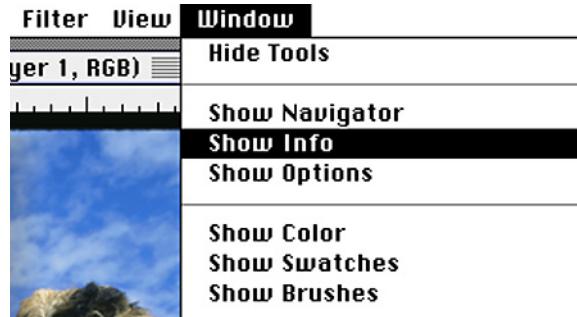 Filter View Window
yer 1, RGB)
Hide Tools
Show Navigator
Show Info
Show Options
Show Color
Show Swatches
Show Brushes